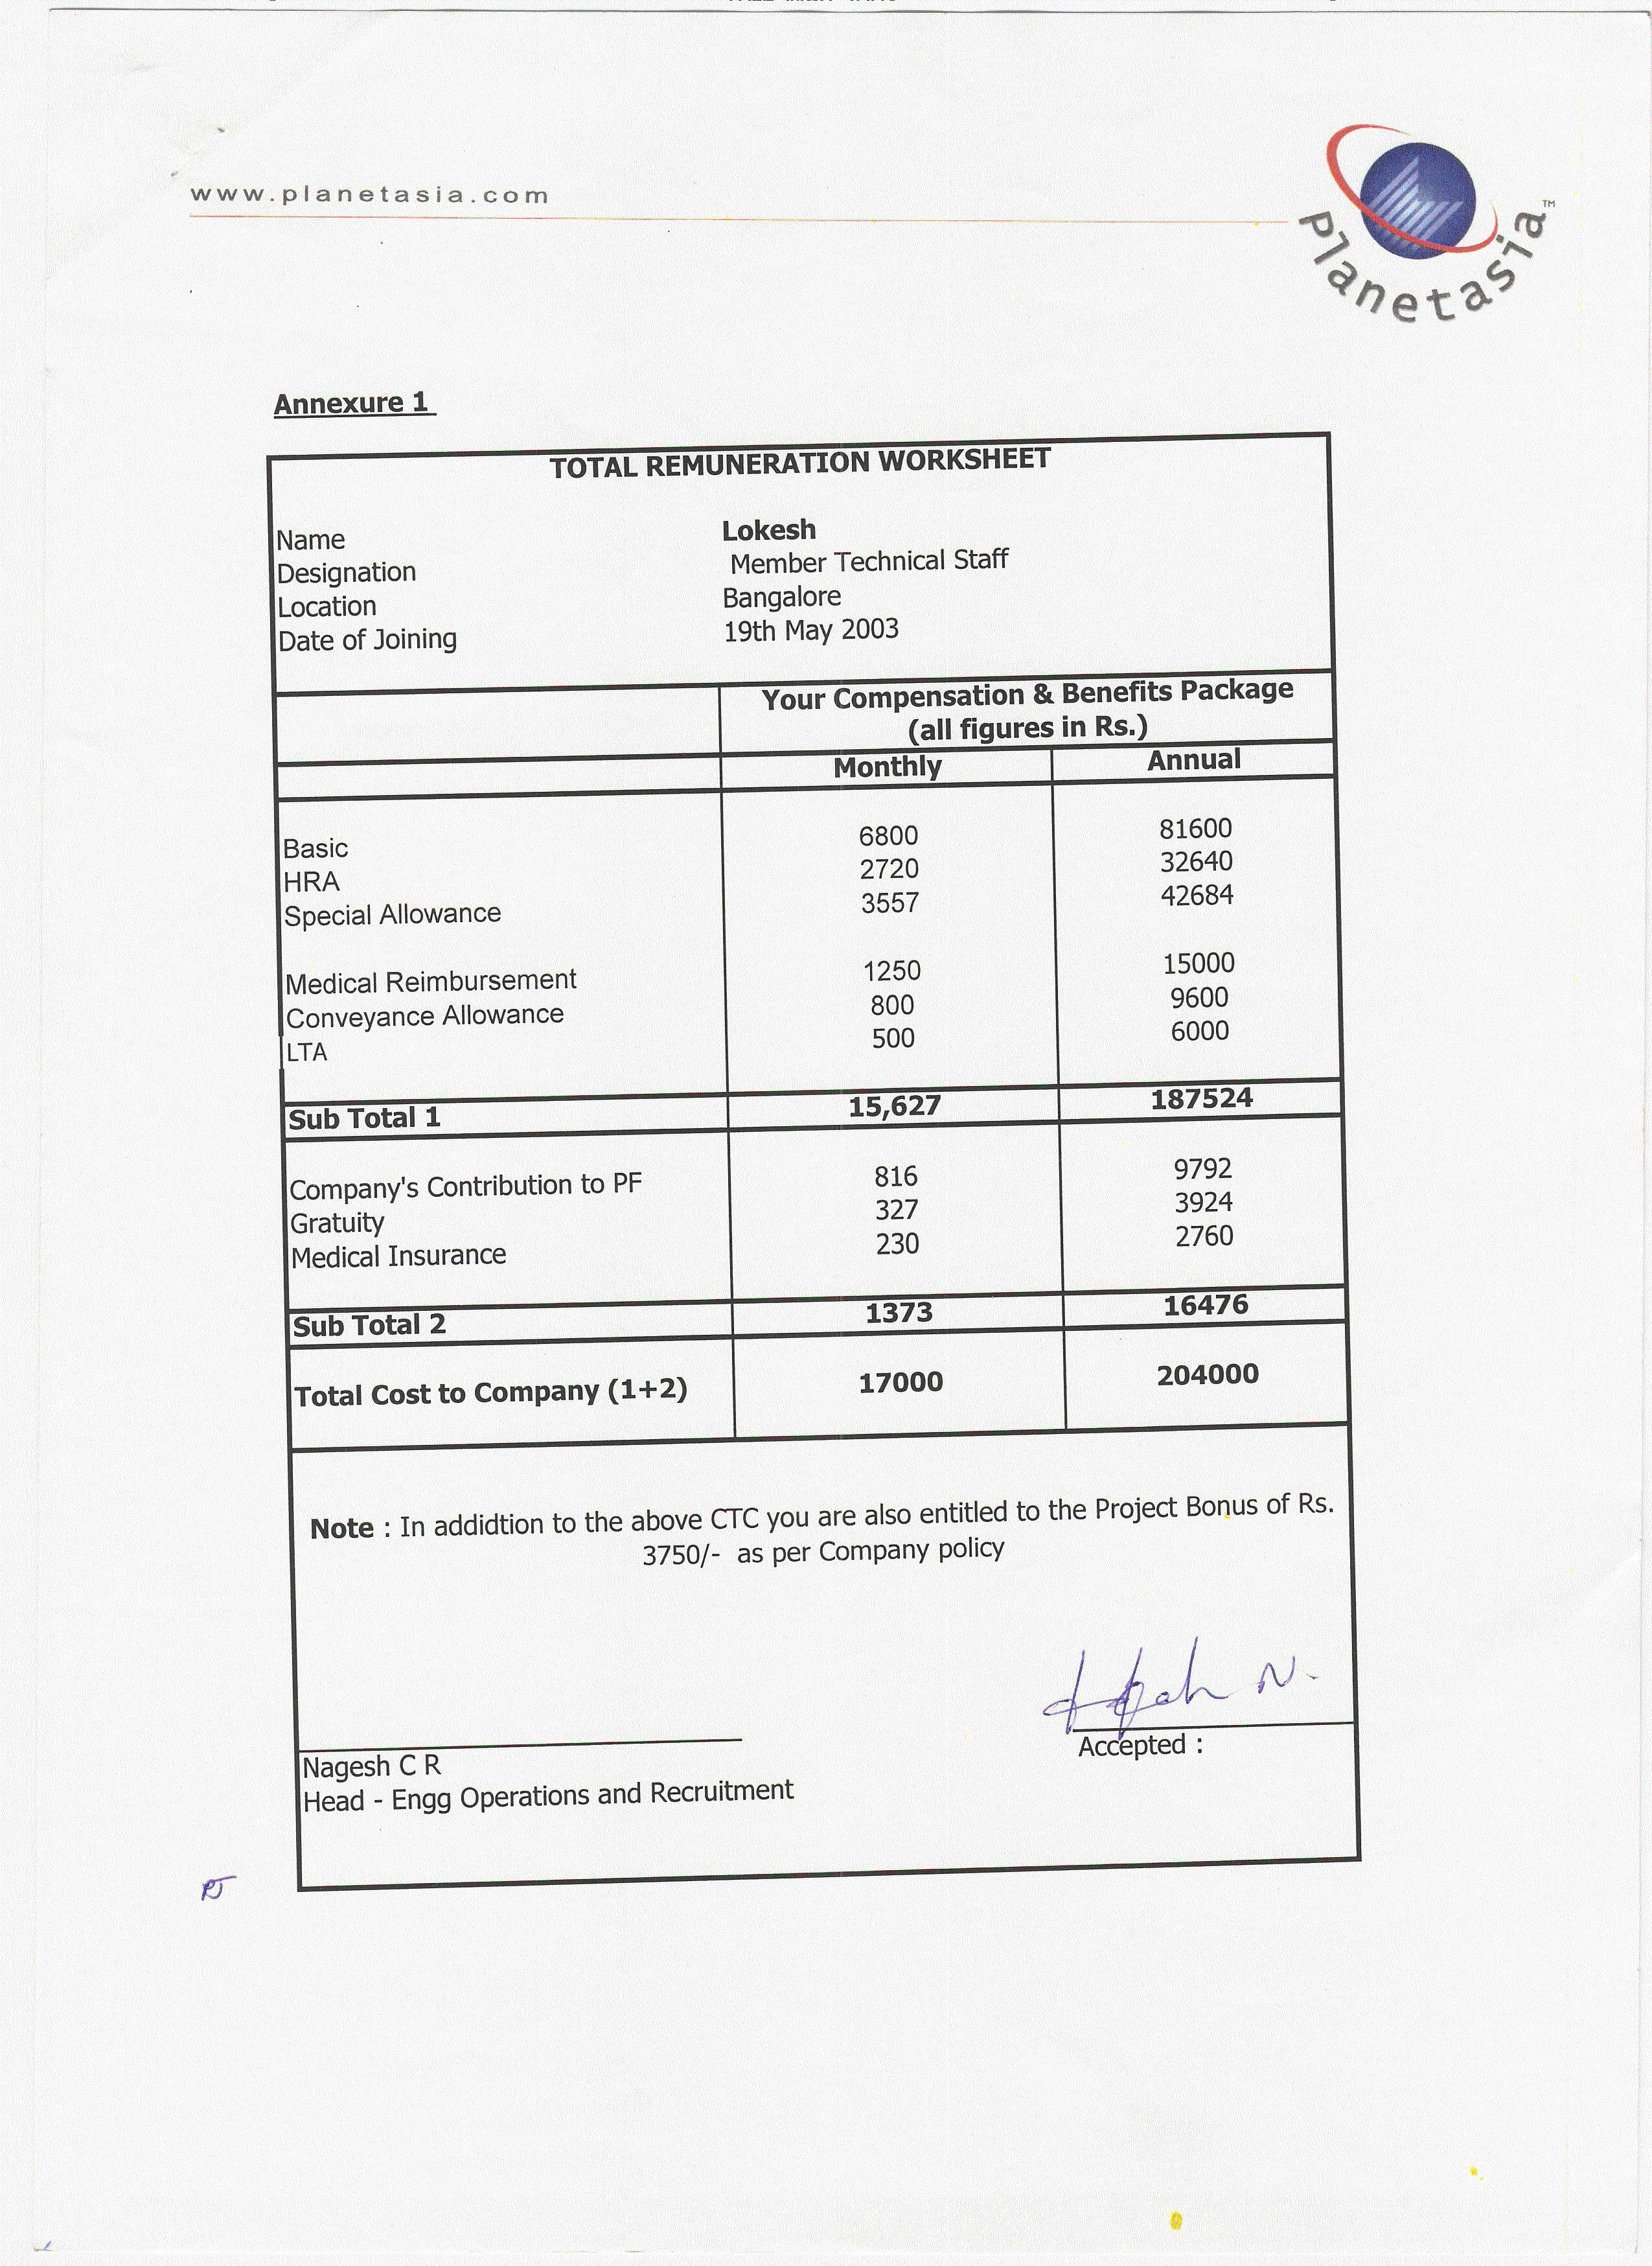 www.planetasia.com
Planetasia™
Annexure 1
TOTAL REMUNERATION WORKSHEET
Name Lokesh
Designation Member Technical Staff
Location Bangalore
Date of Joining 19th May 2003
Your Compensation & Benefits Package
(all figures in Rs.)
Monthly Annual
Basic 6800 81600
HRA 2720 32640
Special Allowance 3557 42684
Medical Reimbursement 1250 15000
Conveyance Allowance 800 9600
LTA 500 6000
Sub Total 1 15,627 187524
Company's Contribution to PF 816 9792
Gratuity 327 3924
Medical Insurance 230 2760
Sub Total 2 1373 16476
Total Cost to Company (1+2) 17000 204000
Note : In addidtion to the above CTC you are also entitled to the Project Bonus of Rs.
3750/- as per Company policy
N.
Accepted :
Nagesh C R
Head - Engg Operations and Recruitment